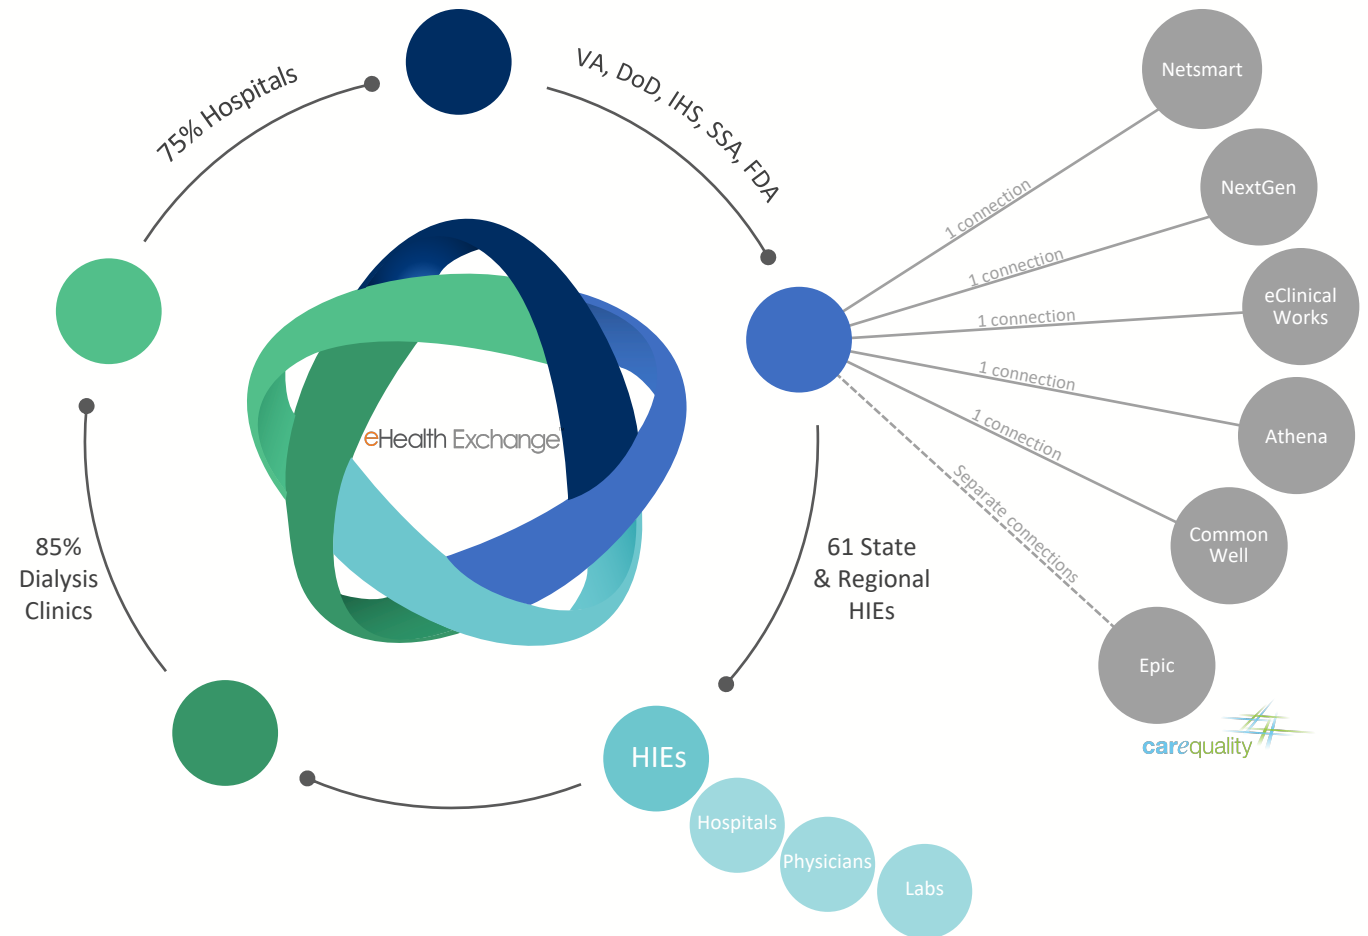 75% Hospitals
VA, DoD, IHS, SSA, FDA
Netsmart
1 connection
NextGen
1 connection
eClinical
Works
1 connection
Athena
1 connection
Common
Well
1 connection
Epic
Separate connections
carequality
eHealth Exchange
85%
Dialysis
Clinics
61 State
& Regional
HIEs
HIEs
Hospitals
Physicians
Labs